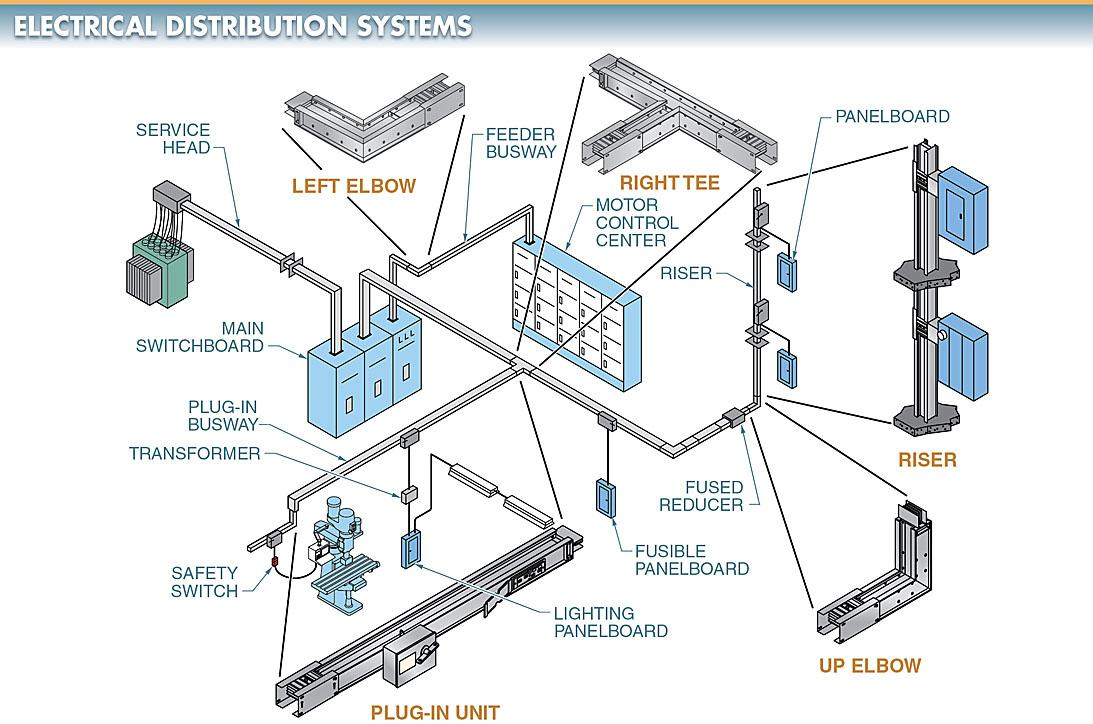 ELECTRICAL DISTRIBUTION SYSTEMS
SERVICE
HEAD
LEFT ELBOW
FEEDER
BUSWAY
RIGHT TEE
PANELBOARD
MOTOR
CONTROL
CENTER
RISER
MAIN
SWITCHBOARD
PLUG-IN
BUSWAY
TRANSFORMER
RISER
FUSED
REDUCER
SAFETY
SWITCH
FUSIBLE
PANELBOARD
LIGHTING
PANELBOARD
UP ELBOW
PLUG-IN UNIT